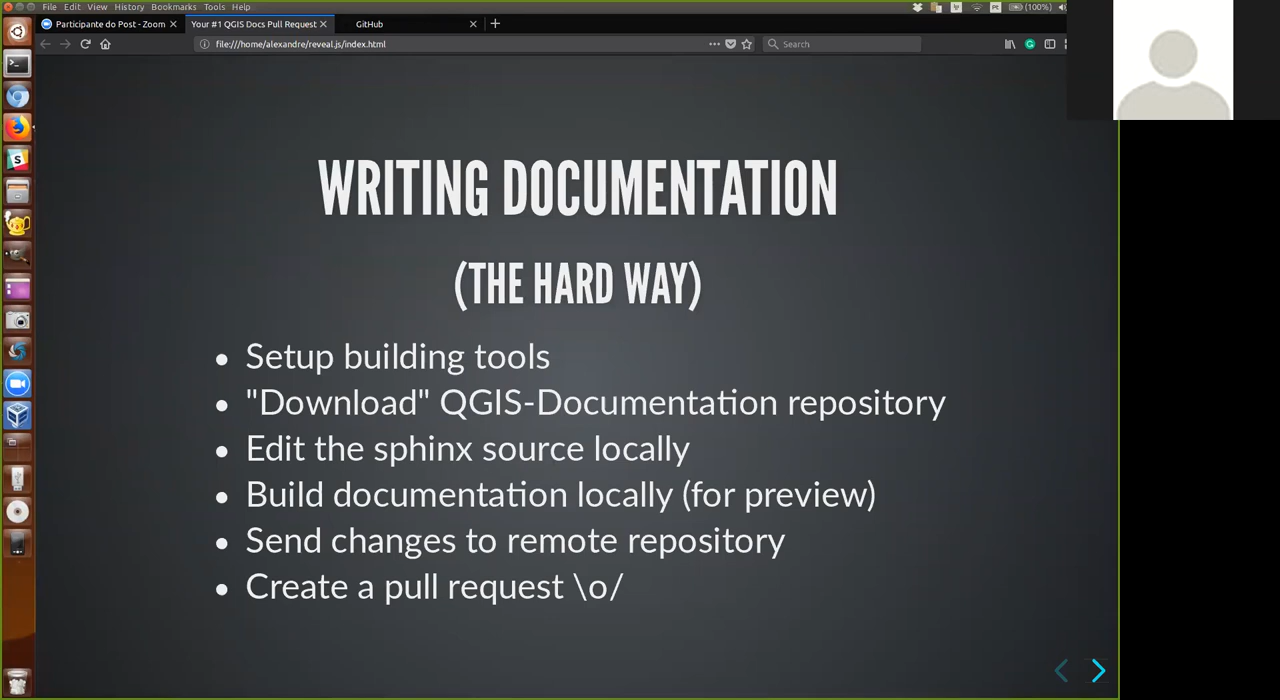 File Edit View History Bookmarks Tools Help
Pt (100%)
Participante do Post - Zoom
Your #1 QGIS Docs Pull Request
GitHub
file:///home/alexandre/reveal.js/index.html
Search
WRITING DOCUMENTATION
(THE HARD WAY)
• Setup building tools
• "Download" QGIS-Documentation repository
• Edit the sphinx source locally
• Build documentation locally (for preview)
• Send changes to remote repository
• Create a pull request \o/